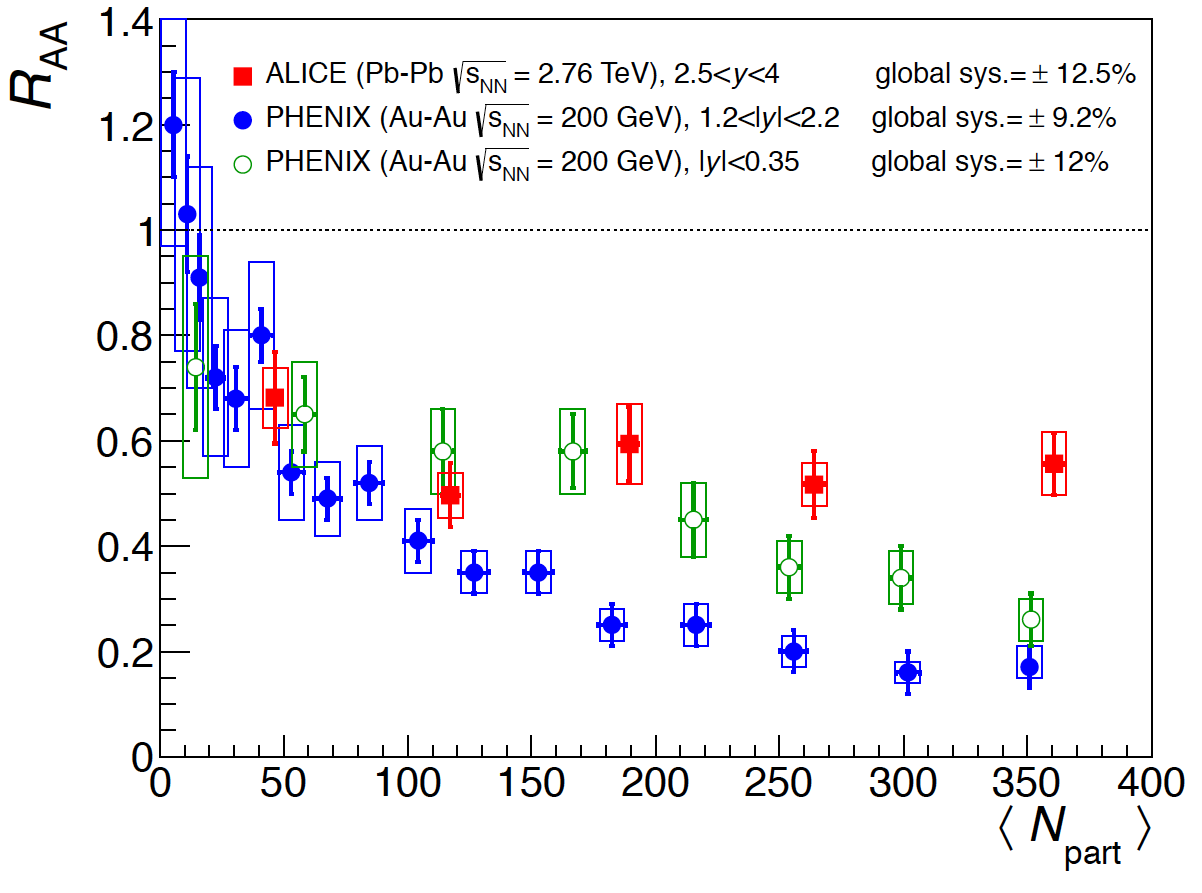 R_AA
1.4
1.2
1
0.8
0.6
0.4
0.2
0
ALICE (Pb-Pb √s_NN = 2.76 TeV), 2.5<y<4 global sys.= ± 12.5%
PHENIX (Au-Au √s_NN = 200 GeV), 1.2<|y|<2.2 global sys.= ± 9.2%
PHENIX (Au-Au √s_NN = 200 GeV), |y|<0.35 global sys.= ± 12%
0 50 100 150 200 250 300 350 400
⟨ N_part ⟩